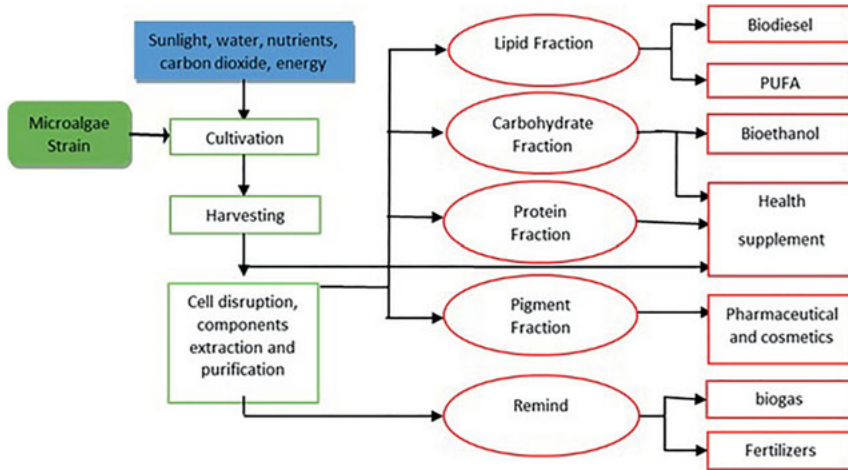 Sunlight, water, nutrients,
carbon dioxide, energy
Microalgae
Strain
Cultivation
Harvesting
Cell disruption,
components
extraction and
purification
Lipid Fraction
Carbohydrate
Fraction
Protein
Fraction
Pigment
Fraction
Remind
Biodiesel
PUFA
Bioethanol
Health
supplement
Pharmaceutical
and cosmetics
biogas
Fertilizers